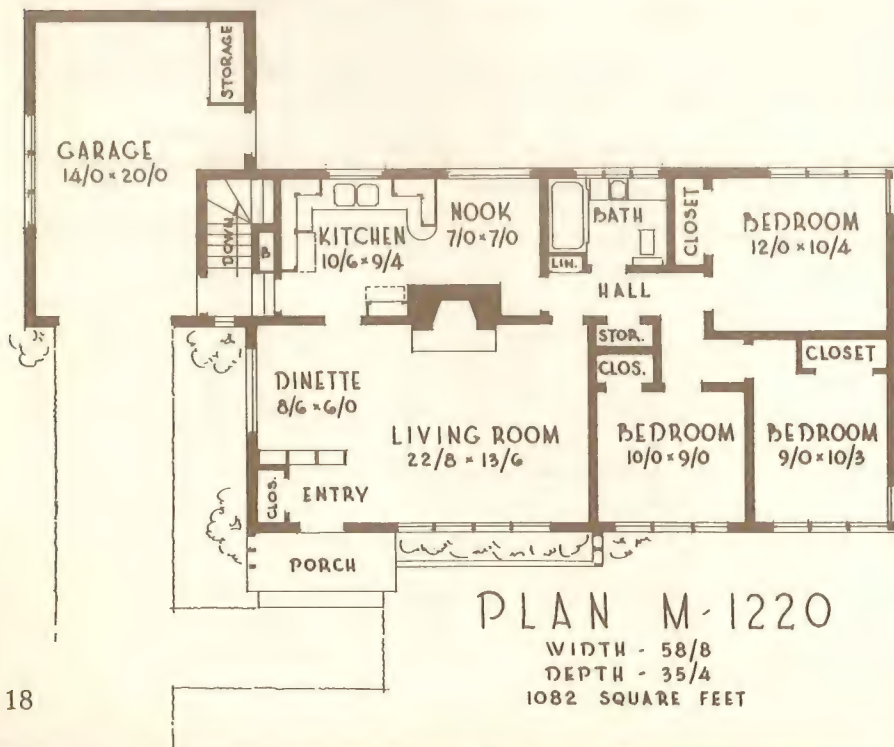 STORAGE
GARAGE
14/0 × 20/0
DOWN
B
KITCHEN
10/6 × 9/4
NOOK
7/0 × 7/0
BATH
LIN.
CLOSET
BEDROOM
12/0 × 10/4
HALL
STOR.
CLOS.
CLOSET
DINETTE
8/6 × 6/0
LIVING ROOM
22/8 × 13/6
BEDROOM
10/0 × 9/0
BEDROOM
9/0 × 10/3
CLOS.
ENTRY
PORCH
PLAN M-1220
WIDTH - 58/8
DEPTH - 35/4
1082 SQUARE FEET
18